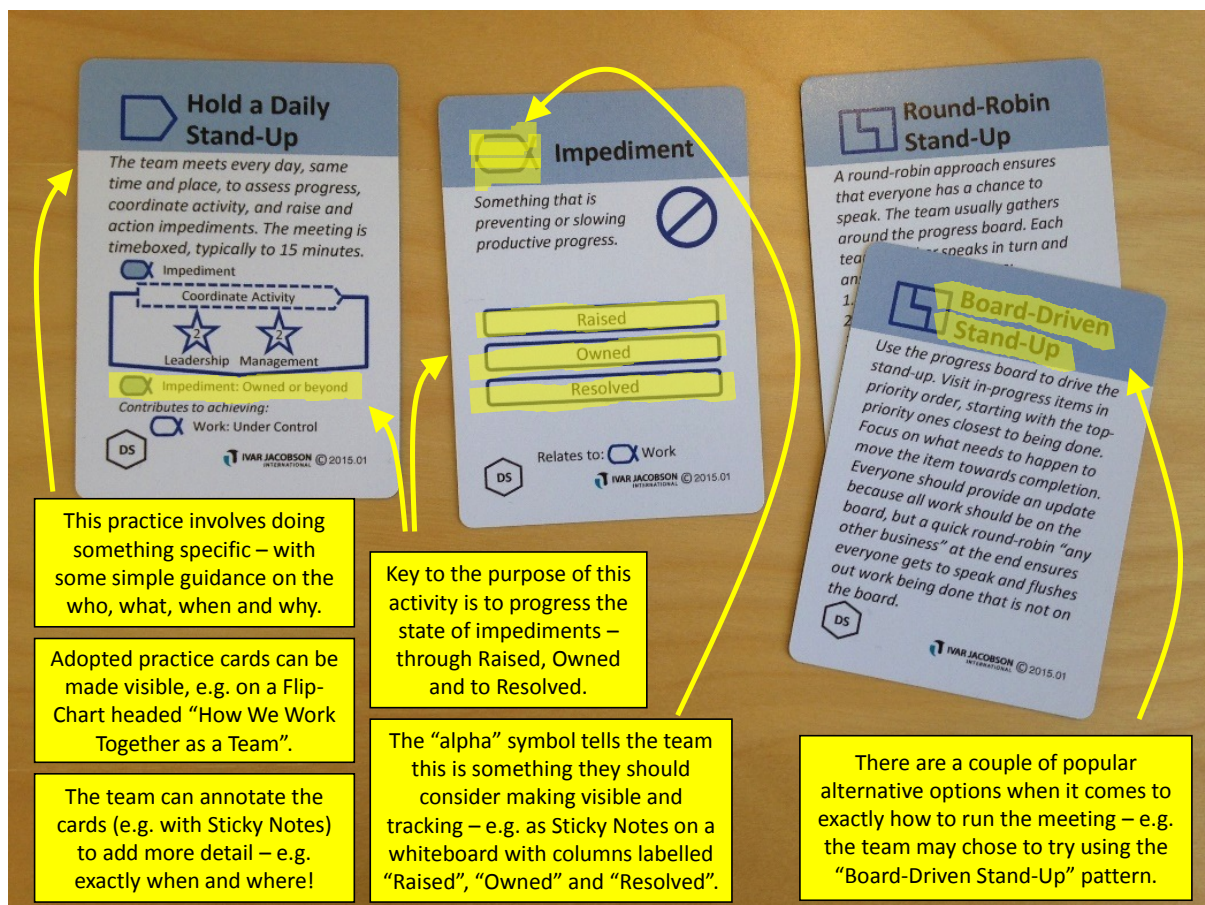 Hold a Daily
Stand-Up
The team meets every day, same
time and place, to assess progress,
coordinate activity, and raise and
action impediments. The meeting is
timeboxed, typically to 15 minutes.
Impediment
Coordinate Activity
2 2
Leadership Management
Impediment: Owned or beyond
Contributes to achieving:
Work: Under Control
DS
IVAR JACOBSON
INTERNATIONAL © 2015.01
Impediment
Something that is
preventing or slowing
productive progress.
Raised
Owned
Resolved
Relates to: Work
DS
IVAR JACOBSON
INTERNATIONAL © 2015.01
Round-Robin
Stand-Up
A round-robin approach ensures
that everyone has a chance to
speak. The team usually gathers
around the progress board. Each
speaks in turn and
1.
2
Board-Driven
Stand-Up
Use the progress board to drive the
stand-up. Visit in-progress items in
priority order, starting with the top-
priority ones closest to being done.
Focus on what needs to happen to
move the item towards completion.
Everyone should provide an update
because all work should be on the
board, but a quick round-robin “any
other business” at the end ensures
everyone gets to speak and flushes
out work being done that is not on
the board.
DS
IVAR JACOBSON
INTERNATIONAL © 2015.01
This practice involves doing
something specific – with
some simple guidance on the
who, what, when and why.
Adopted practice cards can be
made visible, e.g. on a Flip-
Chart headed “How We Work
Together as a Team”.
The team can annotate the
cards (e.g. with Sticky Notes)
to add more detail – e.g.
exactly when and where!
Key to the purpose of this
activity is to progress the
state of impediments –
through Raised, Owned
and to Resolved.
The “alpha” symbol tells the team
this is something they should
consider making visible and
tracking – e.g. as Sticky Notes on a
whiteboard with columns labelled
“Raised”, “Owned” and “Resolved”.
There are a couple of popular
alternative options when it comes to
exactly how to run the meeting – e.g.
the team may chose to try using the
“Board-Driven Stand-Up” pattern.